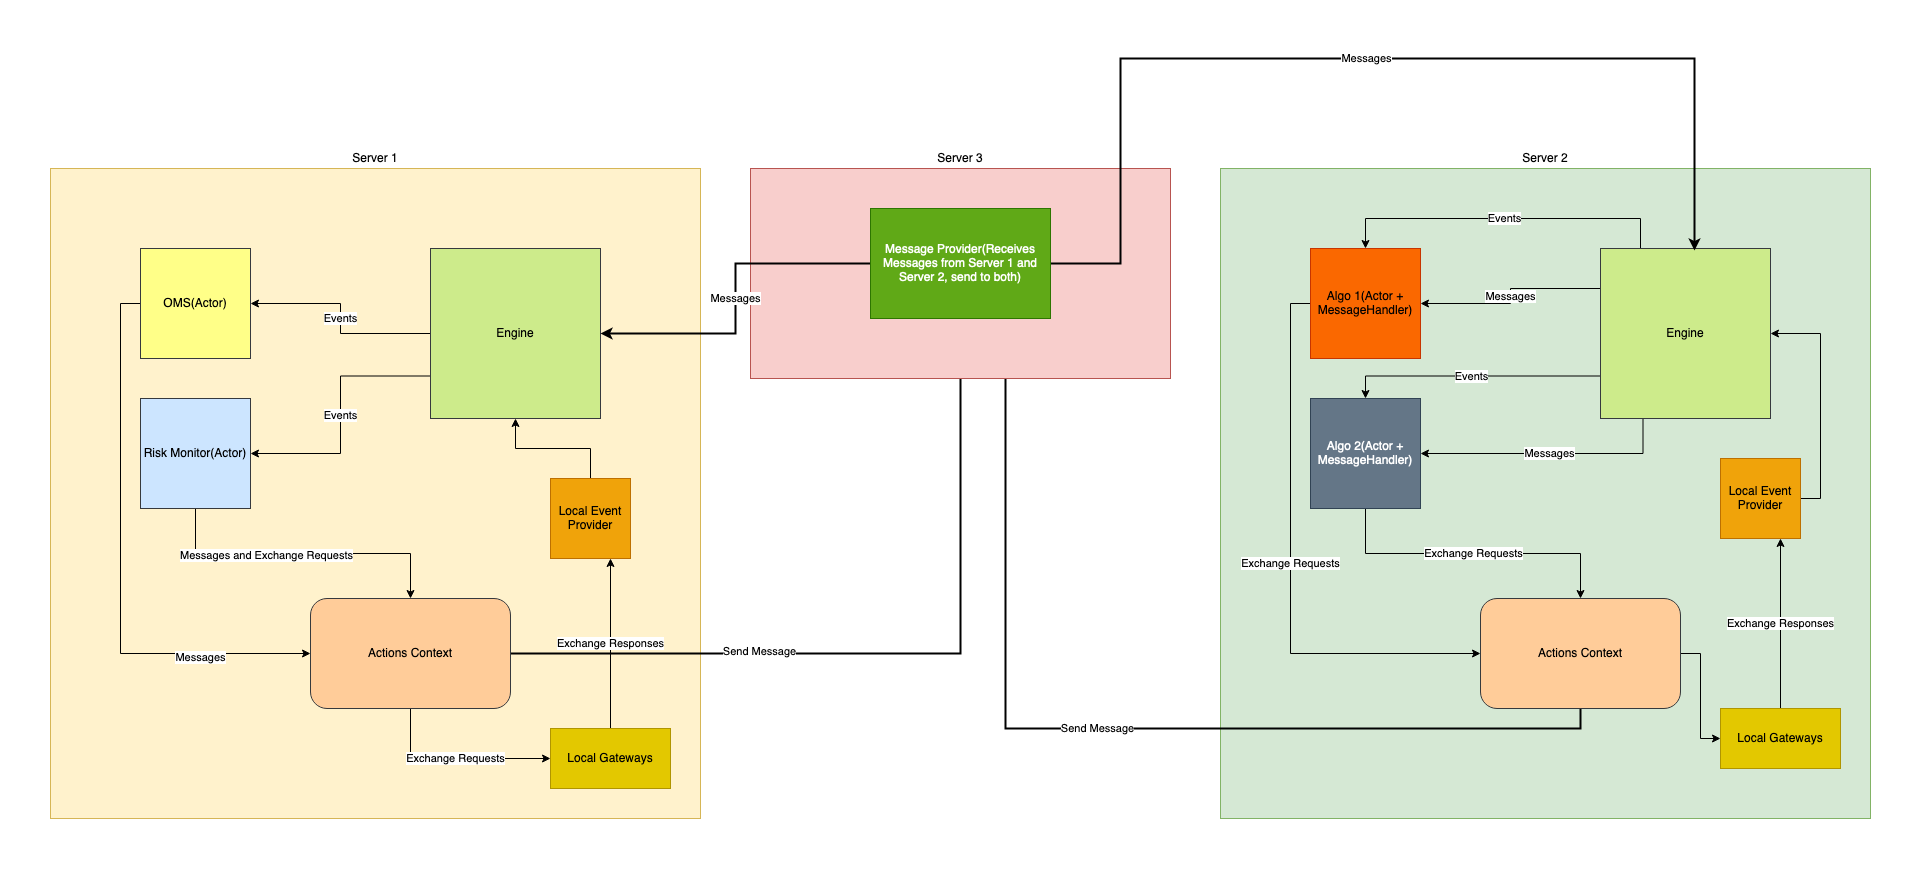 Messages
Server 1
Server 3
Server 2
Message Provider(Receives
Messages from Server 1 and
Server 2, send to both)
Messages
OMS(Actor)
Events
Engine
Events
Risk Monitor(Actor)
Local Event
Provider
Messages and Exchange Requests
Messages
Actions Context
Exchange Responses
Send Message
Exchange Requests
Local Gateways
Send Message
Events
Algo 1(Actor +
MessageHandler)
Messages
Engine
Events
Algo 2(Actor +
MessageHandler)
Messages
Local Event
Provider
Exchange Requests
Exchange Requests
Exchange Responses
Actions Context
Local Gateways